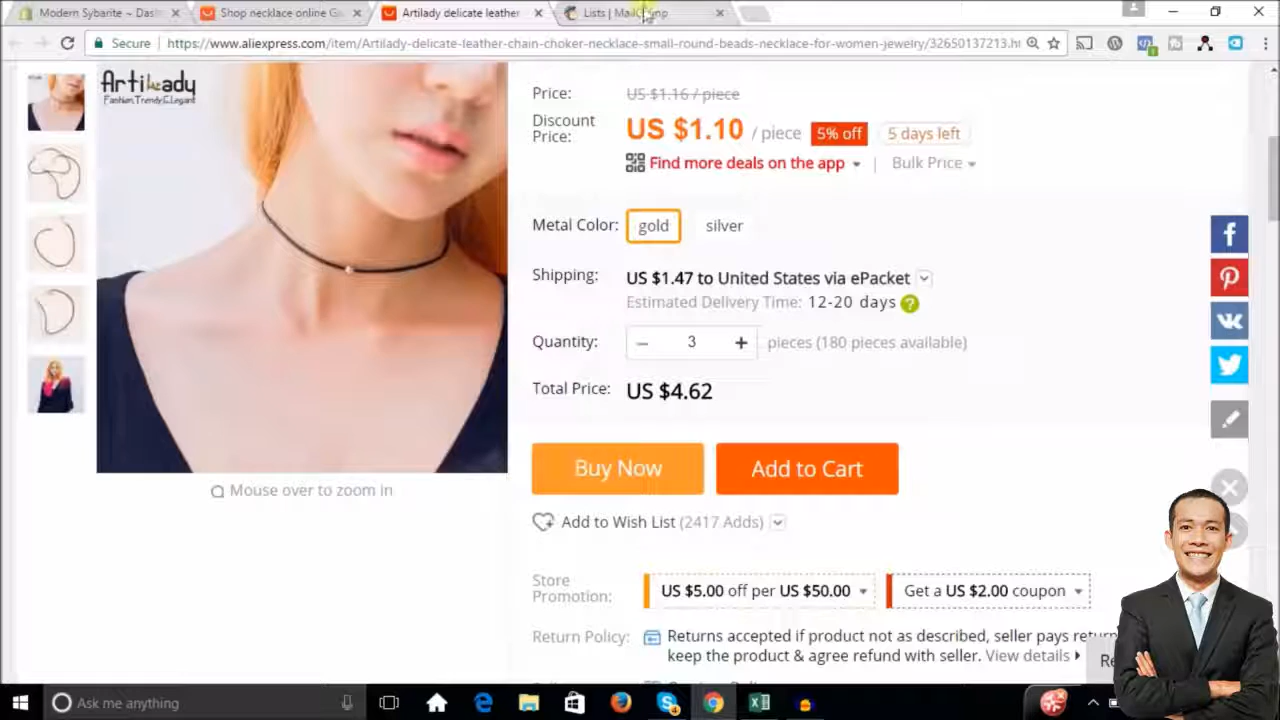 Modern Sybarite ~ Das
Shop necklace online G
Artilady delicate leather
Lists | MailChimp
Secure
https://www.aliexpress.com/item/Artilady-delicate-leather-chain-choker-necklace-small-round-beads-necklace-for-women-jewelry/32650137213.ht
Artilady
Fashion,Trendy,Elegant
Price: US $1.16 / piece
Discount Price: US $1.10 / piece 5% off 5 days left
Find more deals on the app | Bulk Price
Metal Color: gold silver
Shipping: US $1.47 to United States via ePacket
Estimated Delivery Time: 12-20 days ?
Quantity: – 3 + pieces (180 pieces available)
Total Price: US $4.62
Buy Now Add to Cart
Mouse over to zoom in
Add to Wish List (2417 Adds)
Store Promotion: US $5.00 off per US $50.00 Get a US $2.00 coupon
Return Policy: Returns accepted if product not as described, seller pays return
keep the product & agree refund with seller. View details
Re
Ask me anything